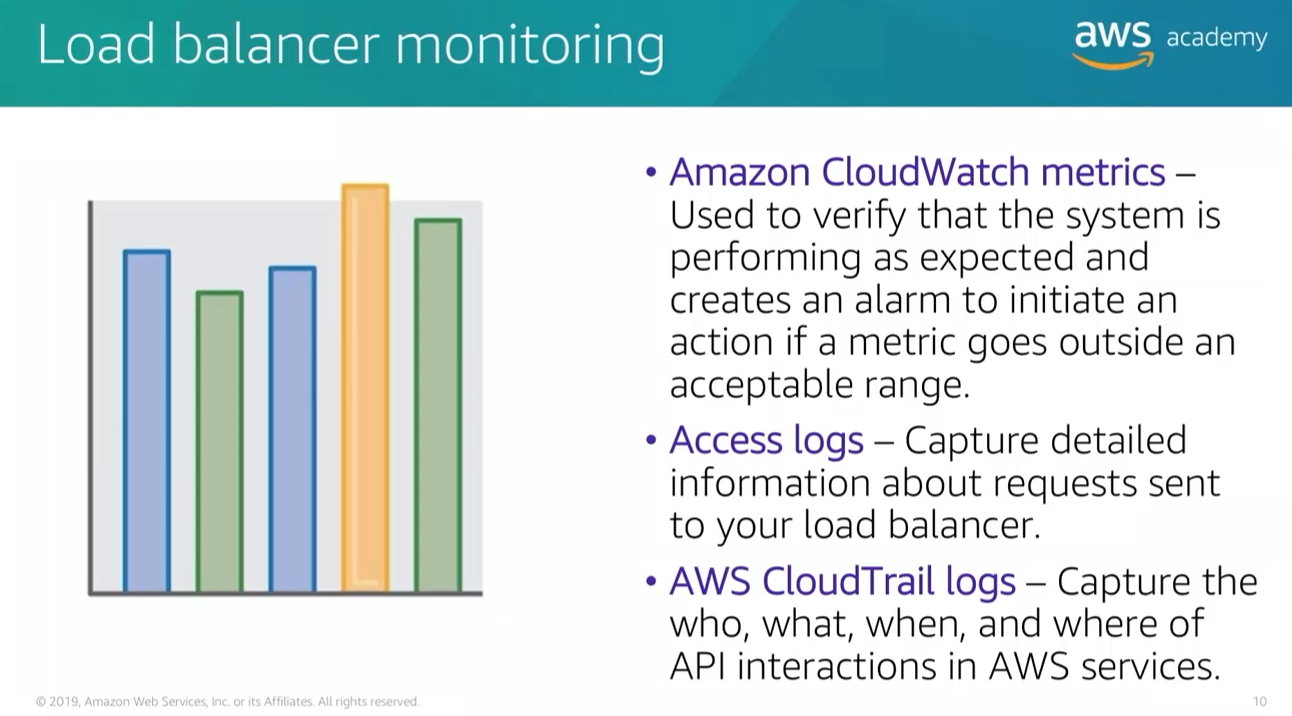 Load balancer monitoring
aws academy
• Amazon CloudWatch metrics –
Used to verify that the system is
performing as expected and
creates an alarm to initiate an
action if a metric goes outside an
acceptable range.
• Access logs – Capture detailed
information about requests sent
to your load balancer.
• AWS CloudTrail logs – Capture the
who, what, when, and where of
API interactions in AWS services.
© 2019, Amazon Web Services, Inc. or its Affiliates. All rights reserved.
10